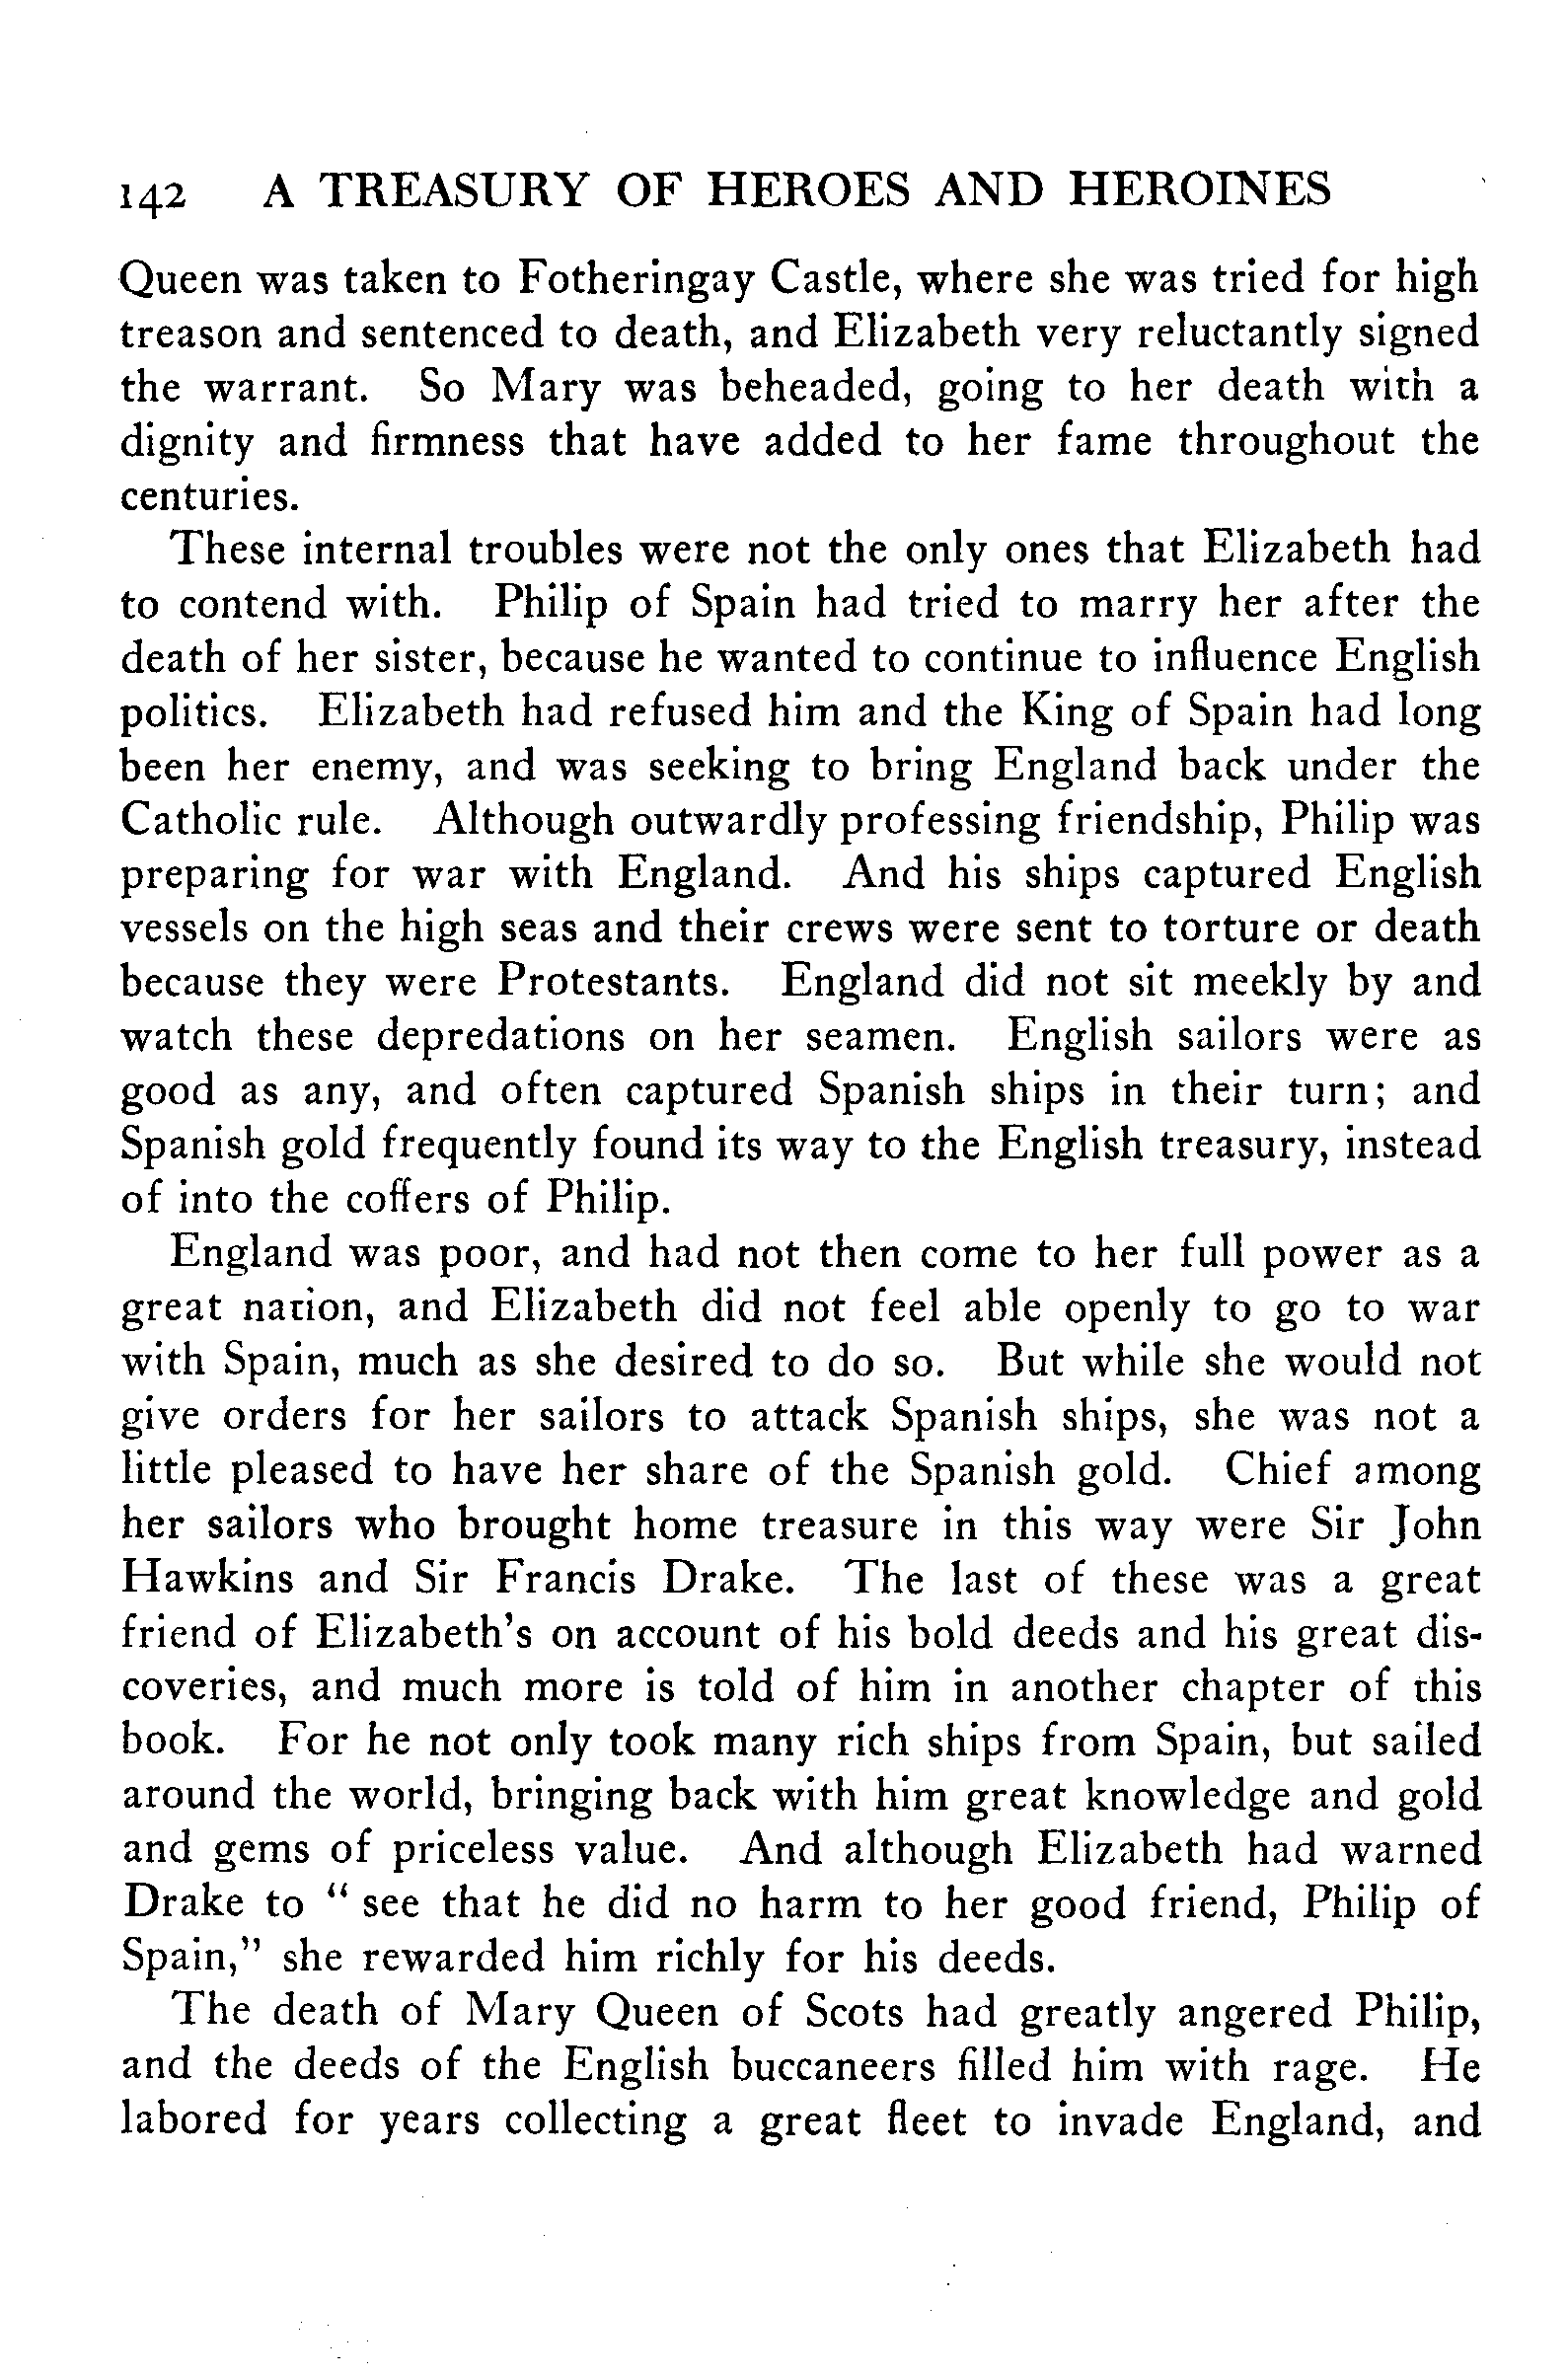 142 A TREASURY OF HEROES AND HEROINES
Queen was taken to Fotheringay Castle, where she was tried for high
treason and sentenced to death, and Elizabeth very reluctantly signed
the warrant. So Mary was beheaded, going to her death with a
dignity and firmness that have added to her fame throughout the
centuries.
These internal troubles were not the only ones that Elizabeth had
to contend with. Philip of Spain had tried to marry her after the
death of her sister, because he wanted to continue to influence English
politics. Elizabeth had refused him and the King of Spain had long
been her enemy, and was seeking to bring England back under the
Catholic rule. Although outwardly professing friendship, Philip was
preparing for war with England. And his ships captured English
vessels on the high seas and their crews were sent to torture or death
because they were Protestants. England did not sit meekly by and
watch these depredations on her seamen. English sailors were as
good as any, and often captured Spanish ships in their turn; and
Spanish gold frequently found its way to the English treasury, instead
of into the coffers of Philip.
England was poor, and had not then come to her full power as a
great nation, and Elizabeth did not feel able openly to go to war
with Spain, much as she desired to do so. But while she would not
give orders for her sailors to attack Spanish ships, she was not a
little pleased to have her share of the Spanish gold. Chief among
her sailors who brought home treasure in this way were Sir John
Hawkins and Sir Francis Drake. The last of these was a great
friend of Elizabeth's on account of his bold deeds and his great dis-
coveries, and much more is told of him in another chapter of this
book. For he not only took many rich ships from Spain, but sailed
around the world, bringing back with him great knowledge and gold
and gems of priceless value. And although Elizabeth had warned
Drake to " see that he did no harm to her good friend, Philip of
Spain," she rewarded him richly for his deeds.
The death of Mary Queen of Scots had greatly angered Philip,
and the deeds of the English buccaneers filled him with rage. He
labored for years collecting a great fleet to invade England, and